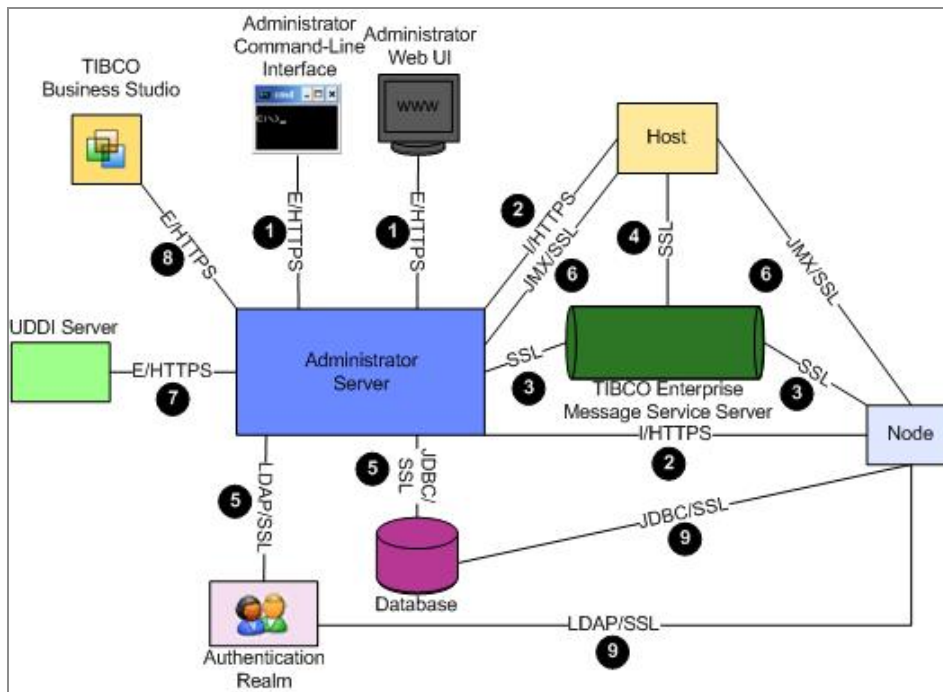 Administrator
Command-Line
Interface
Administrator
Web UI
TIBCO
Business Studio
cmd
C:\>_
WWW
Host
E/HTTPS
8
E/HTTPS
1
E/HTTPS
1
I/HTTPS
2
JMX/SSL
6
SSL
4
JMX/SSL
6
UDDI Server
E/HTTPS
7
Administrator
Server
SSL
3
TIBCO Enterprise
Message Service Server
SSL
3
Node
I/HTTPS
2
LDAP/SSL
5
JDBC/
SSL
5
JDBC/SSL
9
Database
LDAP/SSL
9
Authentication
Realm